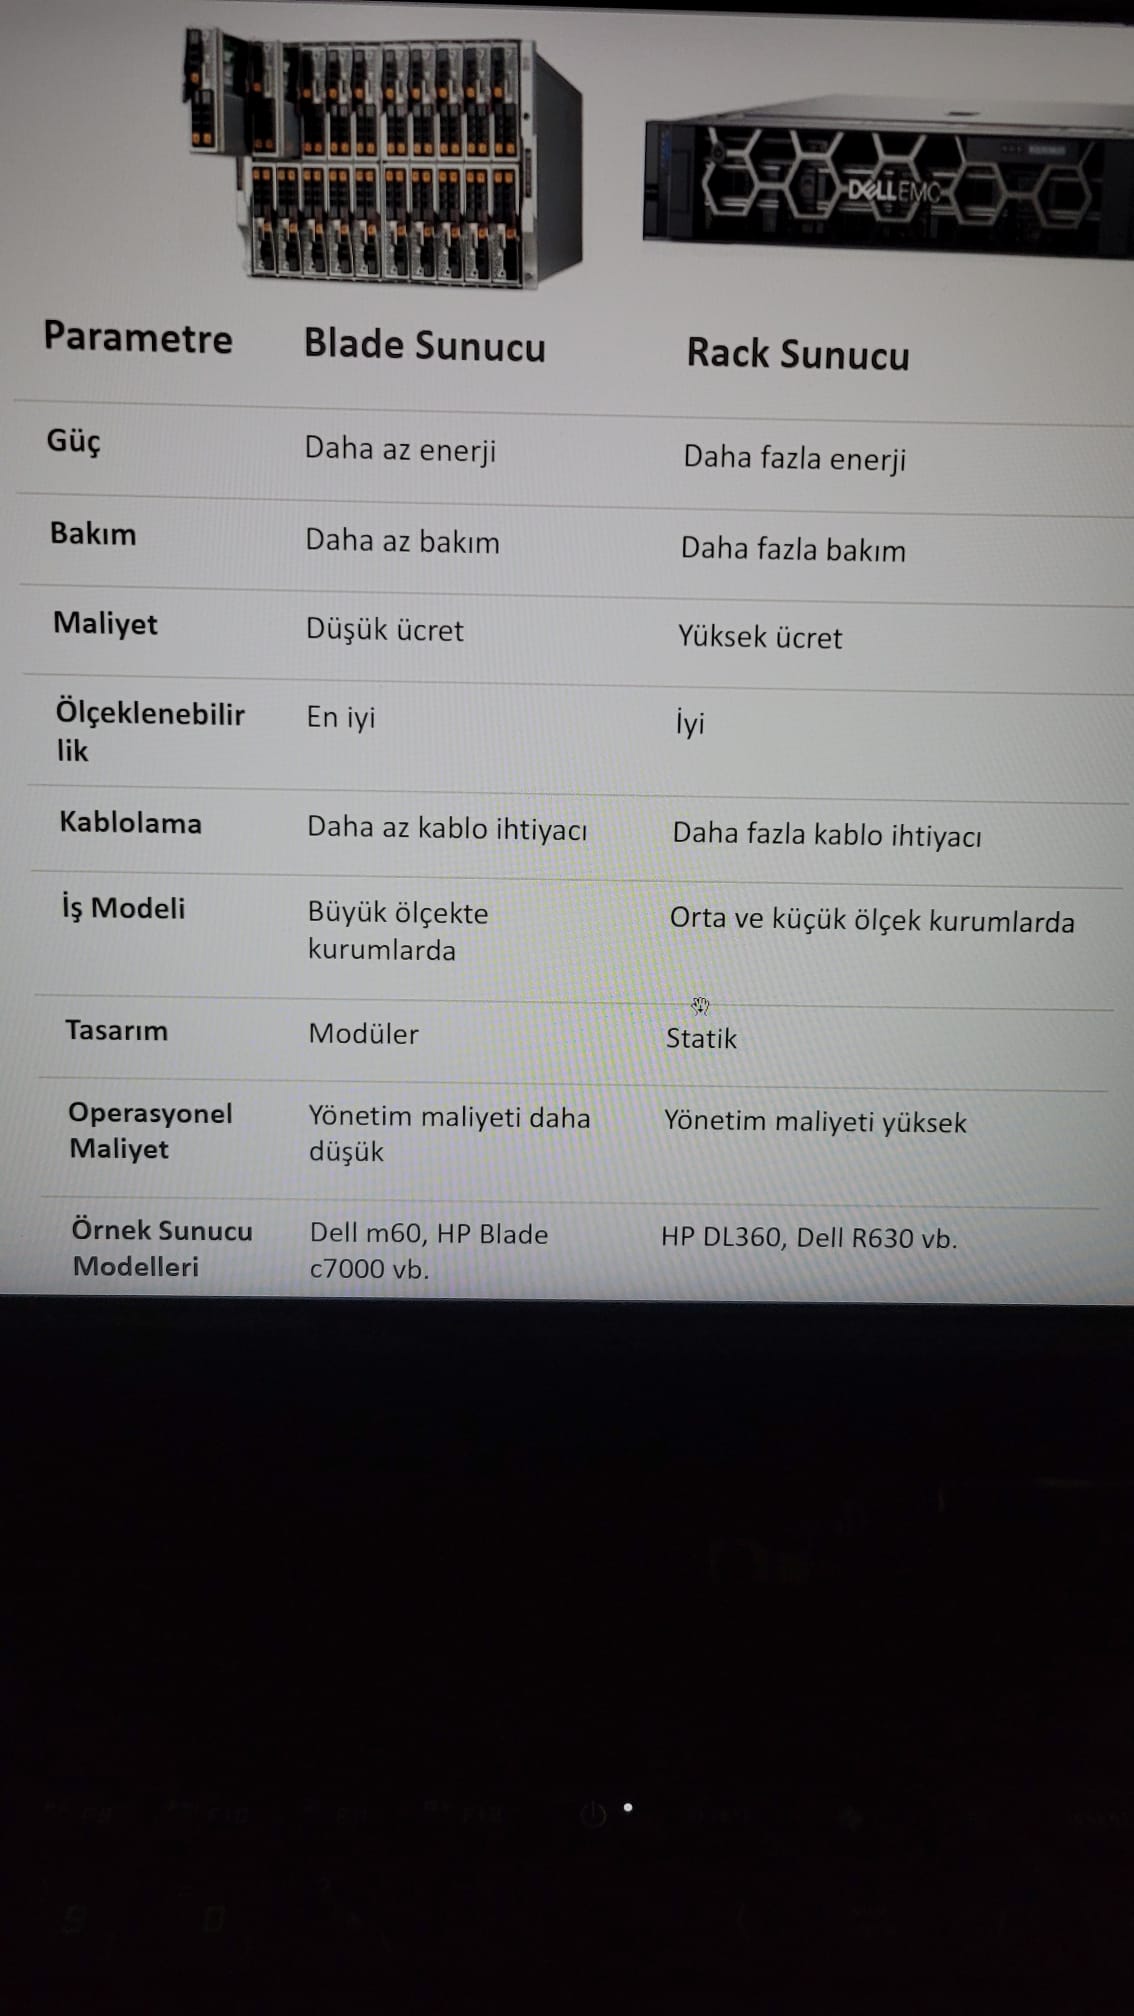 DELLEMC
Parametre Blade Sunucu Rack Sunucu
Güç Daha az enerji Daha fazla enerji
Bakım Daha az bakım Daha fazla bakım
Maliyet Düşük ücret Yüksek ücret
Ölçeklenebilir En iyi İyi
lik
Kablolama Daha az kablo ihtiyacı Daha fazla kablo ihtiyacı
İş Modeli Büyük ölçekte Orta ve küçük ölçek kurumlarda
kurumlarda
Tasarım Modüler Statik
Operasyonel Yönetim maliyeti daha Yönetim maliyeti yüksek
Maliyet düşük
Örnek Sunucu Dell m60, HP Blade HP DL360, Dell R630 vb.
Modelleri c7000 vb.